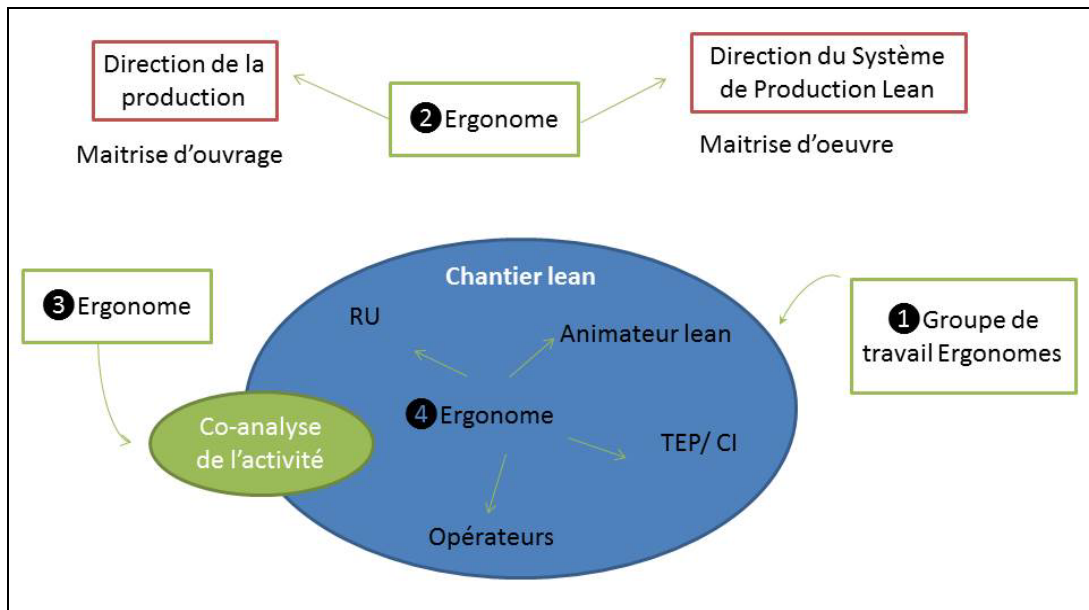 Direction de la
production
Maitrise d'ouvrage
❷ Ergonome
Direction du Système
de Production Lean
Maitrise d'oeuvre
❸ Ergonome
Chantier lean
RU
Animateur lean
❶ Groupe de
travail Ergonomes
❹ Ergonome
Co-analyse
de l'activité
TEP/ CI
Opérateurs